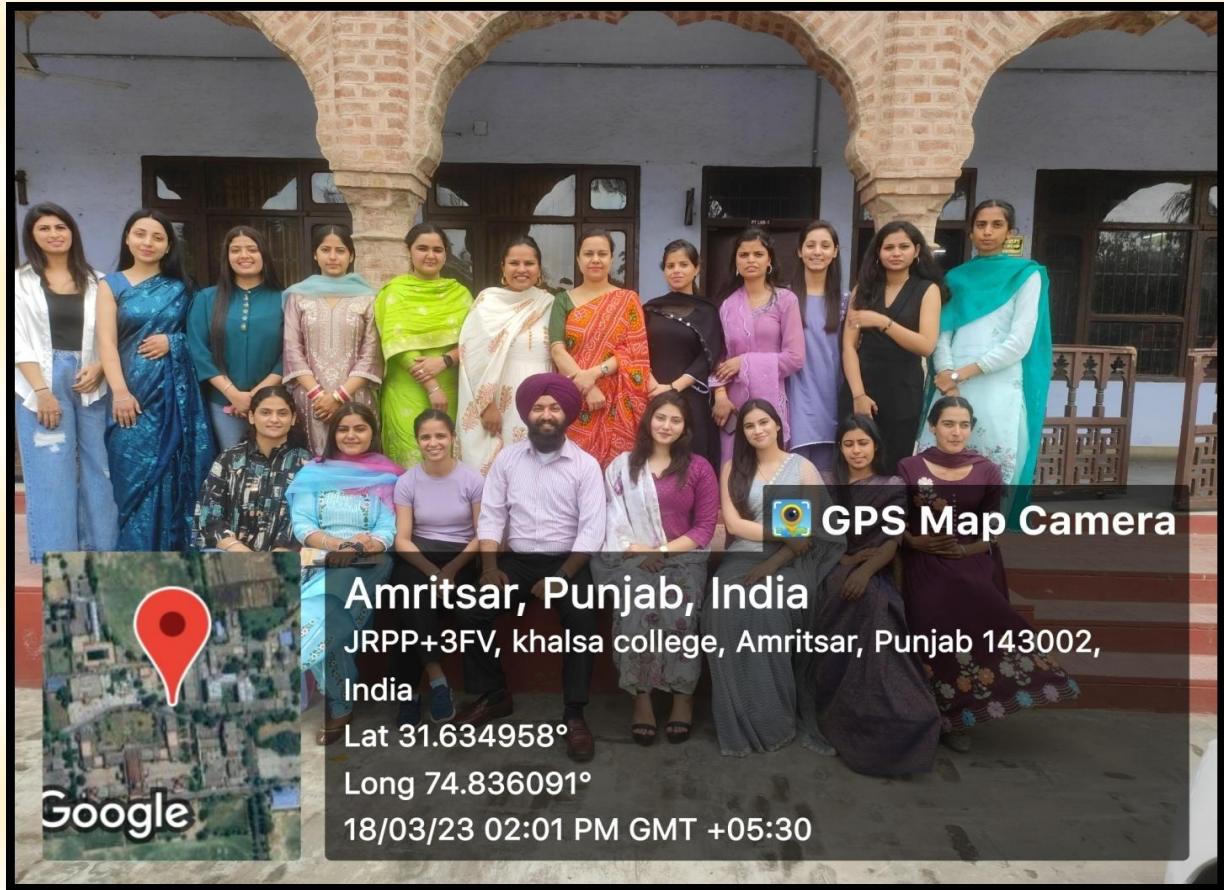 GPS Map Camera
Amritsar, Punjab, India
JRPP+3FV, khalsa college, Amritsar, Punjab 143002,
India
Lat 31.634958°
Long 74.836091°
18/03/23 02:01 PM GMT +05:30
Google